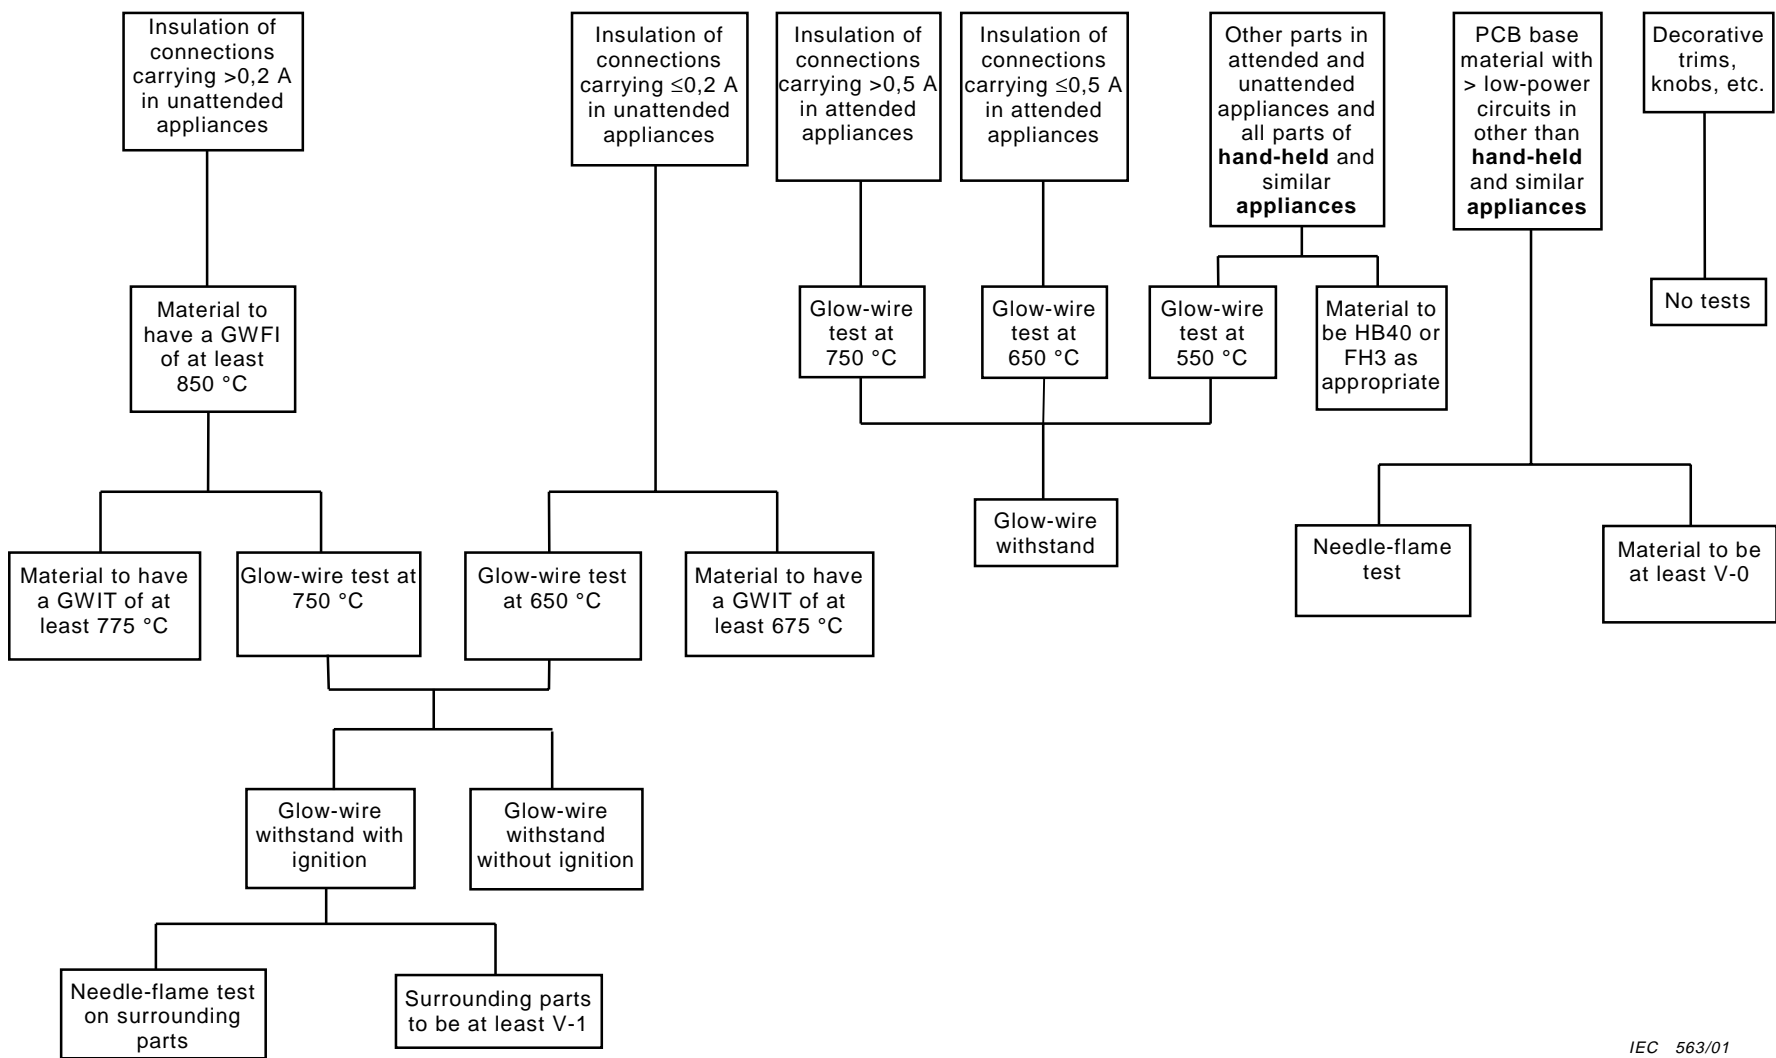 Insulation of
connections
carrying >0,2 A
in unattended
appliances
Insulation of
connections
carrying ≤0,2 A
in unattended
appliances
Insulation of
connections
carrying >0,5 A
in attended
appliances
Insulation of
connections
carrying ≤0,5 A
in attended
appliances
Other parts in
attended and
unattended
appliances and
all parts of
hand-held and
similar
appliances
PCB base
material with
> low-power
circuits in
other than
hand-held
and similar
appliances
Decorative
trims,
knobs, etc.
Material to
have a GWFI
of at least
850 °C
Glow-wire
test at
750 °C
Glow-wire
test at
650 °C
Glow-wire
test at
550 °C
Material to
be HB40 or
FH3 as
appropriate
No tests
Glow-wire
withstand
Material to have
a GWIT of at
least 775 °C
Glow-wire test at
750 °C
Glow-wire test
at 650 °C
Material to have
a GWIT of at
least 675 °C
Needle-flame
test
Material to be
at least V-0
Glow-wire
withstand with
ignition
Glow-wire
withstand
without ignition
Needle-flame test
on surrounding
parts
Surrounding parts
to be at least V-1
IEC 563/01